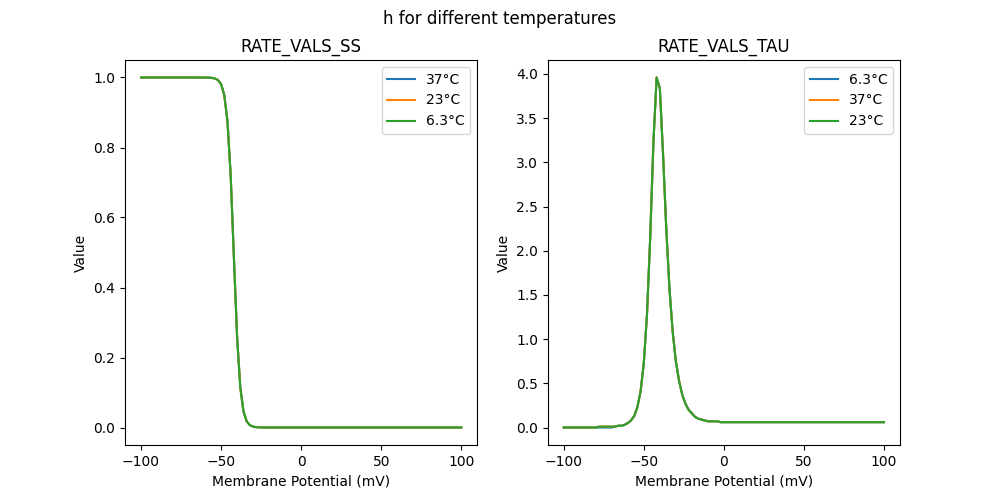 h for different temperatures
RATE_VALS_SS
1.0
0.8
0.6
0.4
0.2
0.0
Value
37°C
23°C
6.3°C
−100
−50
0
50
100
Membrane Potential (mV)
RATE_VALS_TAU
4.0
3.5
3.0
2.5
2.0
1.5
1.0
0.5
0.0
Value
6.3°C
37°C
23°C
−100
−50
0
50
100
Membrane Potential (mV)